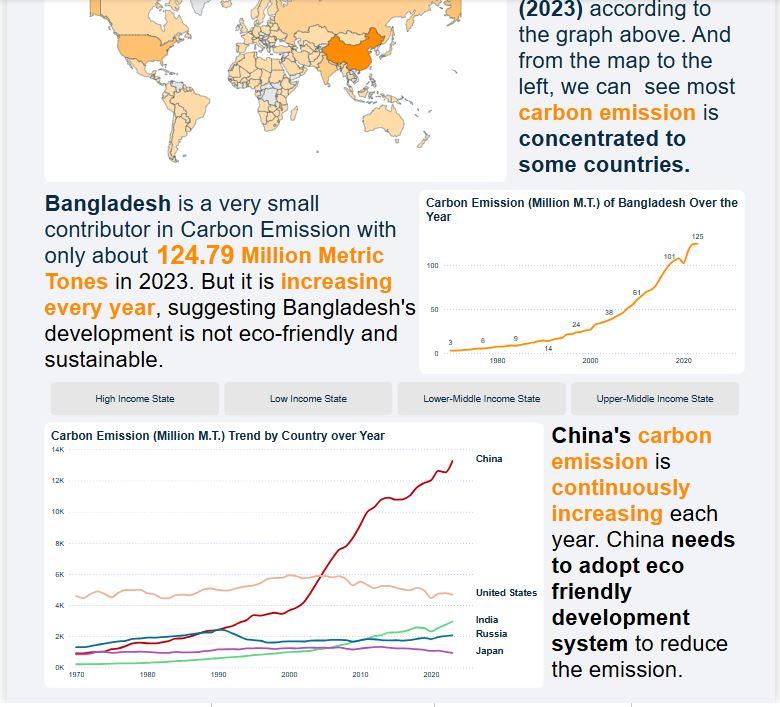 (2023) according to
the graph above. And
from the map to the
left, we can see most
carbon emission is
concentrated to
some countries.
Bangladesh is a very small
contributor in Carbon Emission with
only about 124.79 Million Metric
Tones in 2023. But it is increasing
every year, suggesting Bangladesh's
development is not eco-friendly and
sustainable.
Carbon Emission (Million M.T.) of Bangladesh Over the
Year
125
101
100
61
50
38
24
14
9
6
3
0
1980
2000
2020
High Income State
Low Income State
Lower-Middle Income State
Upper-Middle Income State
Carbon Emission (Million M.T.) Trend by Country over Year
14K
12K
10K
8K
6K
4K
2K
0K
China
United States
India
Russia
Japan
1970
1980
1990
2000
2010
2020
China's carbon
emission is
continuously
increasing each
year. China needs
to adopt eco
friendly
development
system to reduce
the emission.